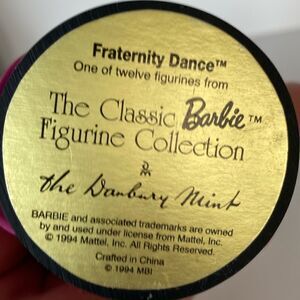 Fraternity Dance™
One of twelve figurines from
The Classic Barbie™
Figurine Collection
DM
the Danbury Mint
BARBIE and associated trademarks are owned
by and used under license from Mattel, Inc.
© 1994 Mattel, Inc. All Rights Reserved.
Crafted in China
© 1994 MBI